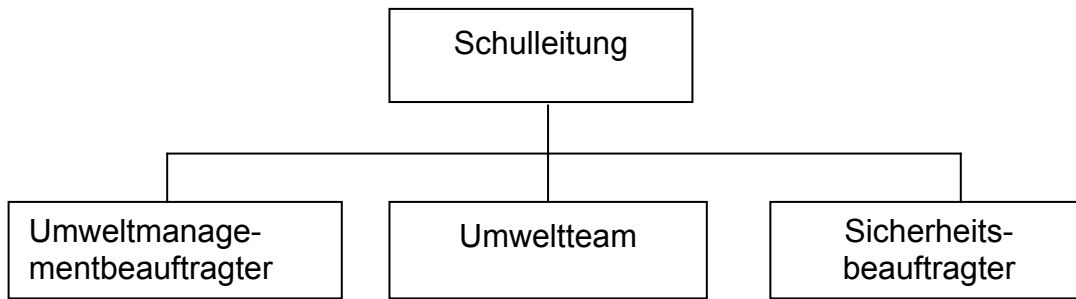 Schulleitung
Umweltmanage-
mentbeauftragter
Umweltteam
Sicherheits-
beauftragter